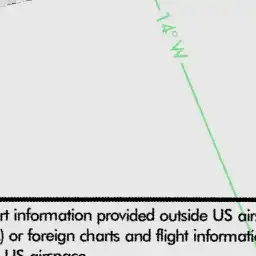 14°W
rt information provided outside US air
) or foreign charts and flight informati
US airspace